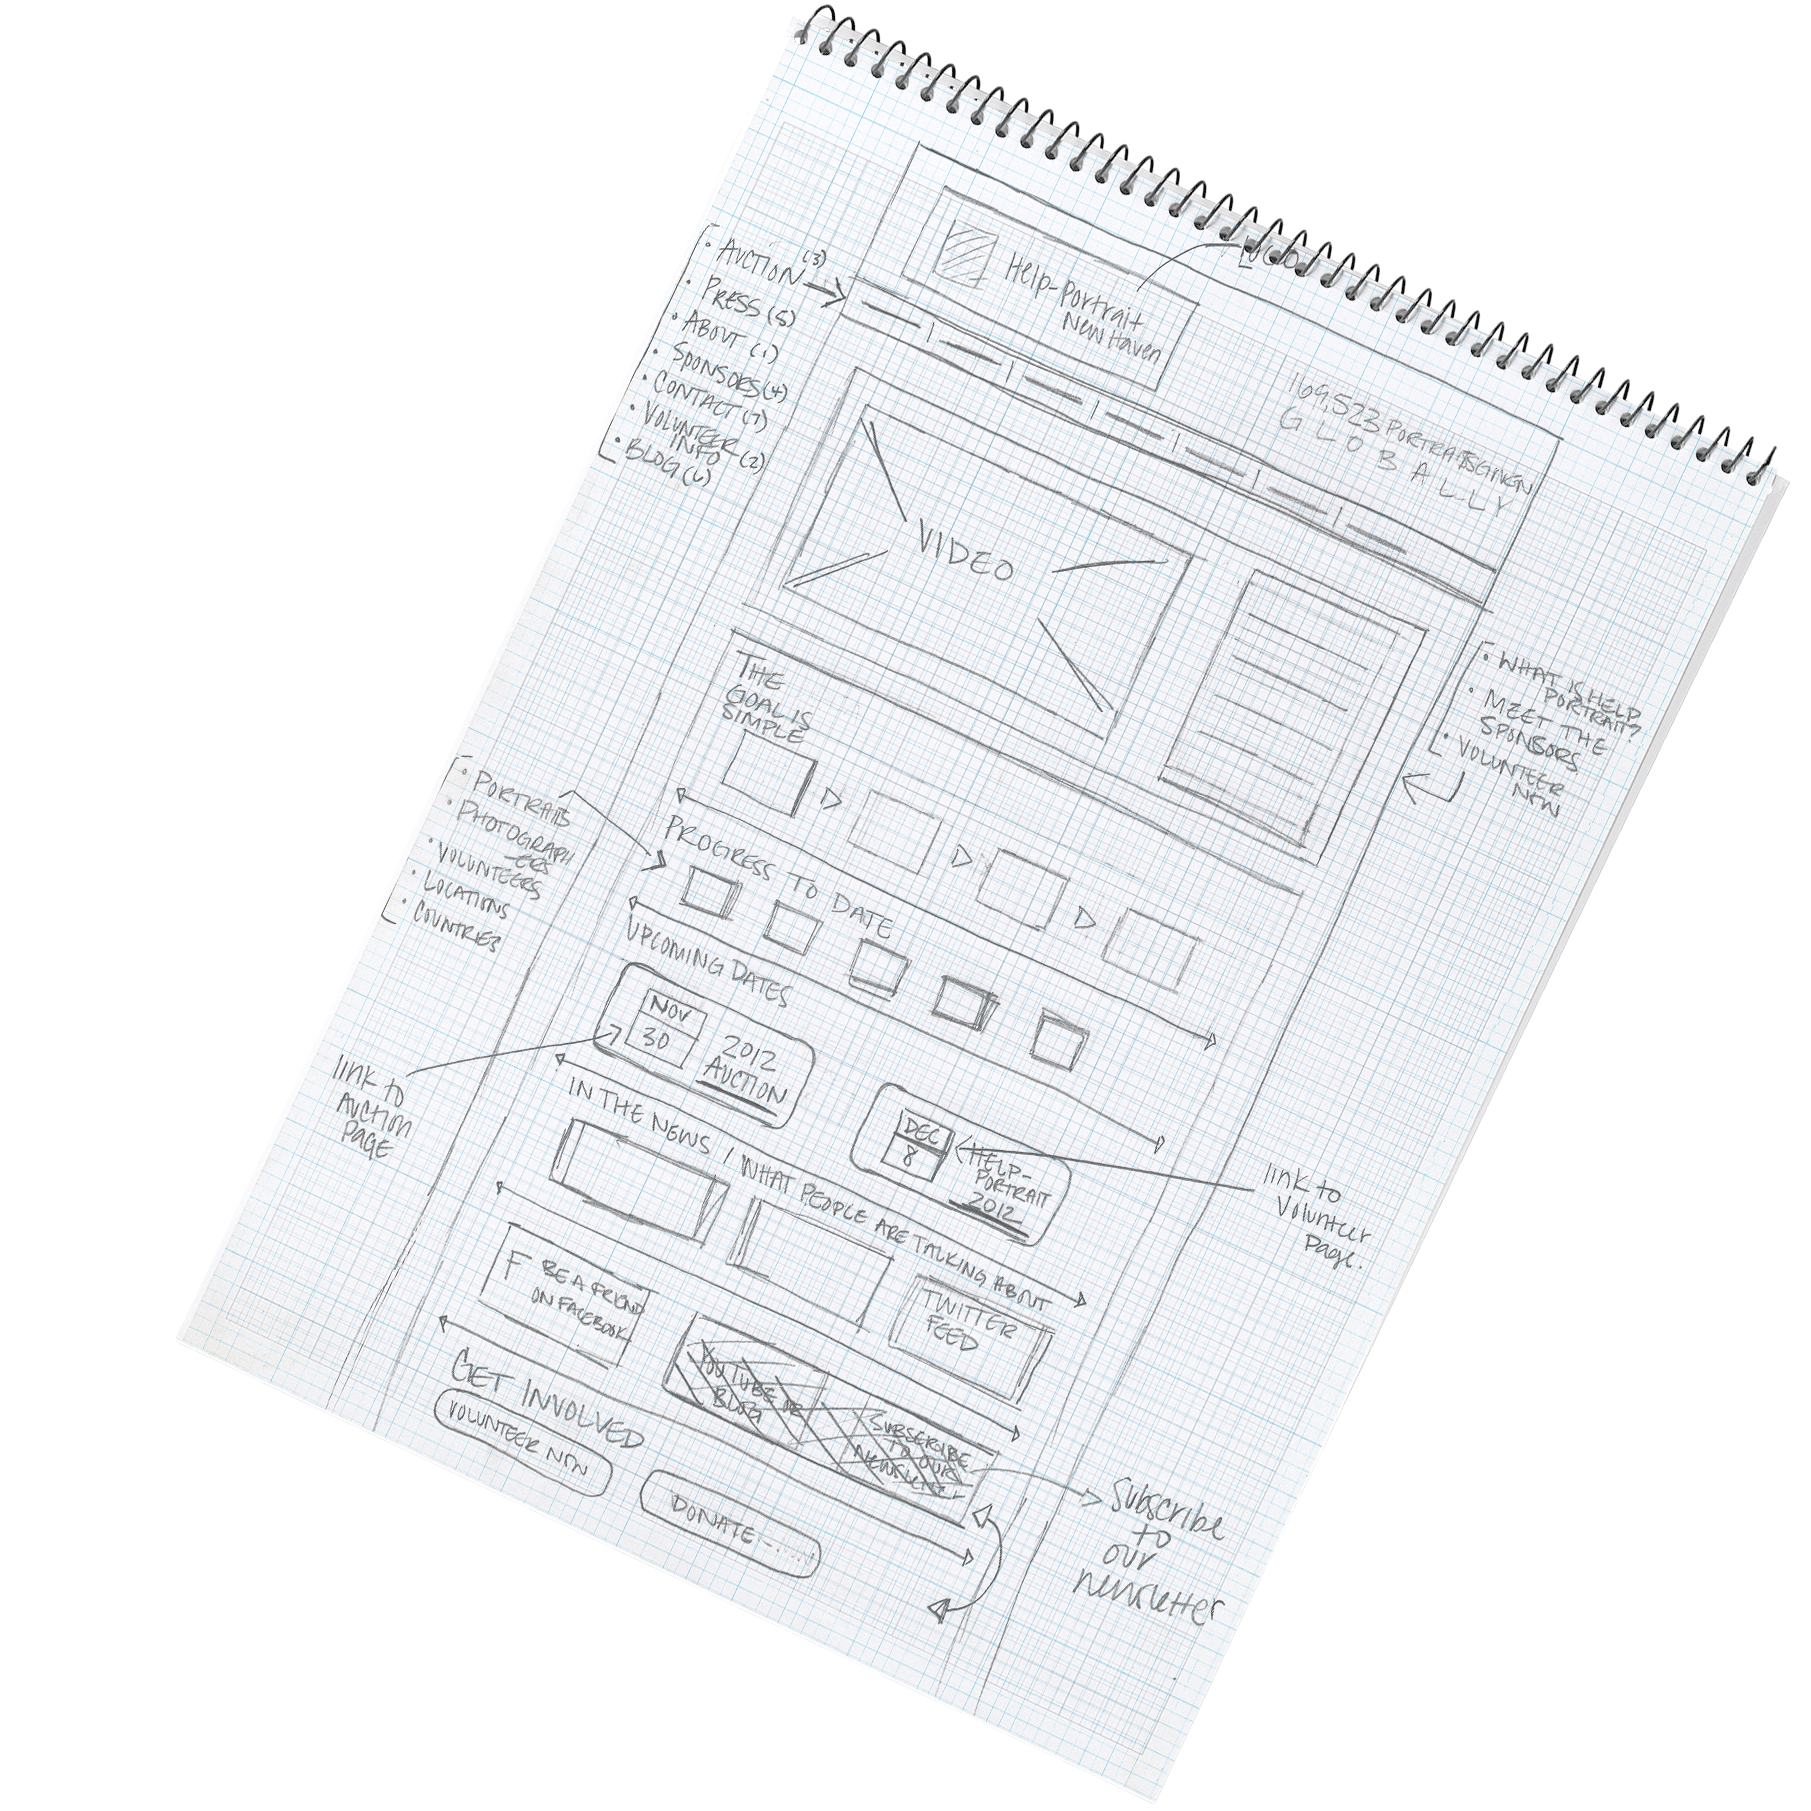 LOGO
Help-Portrait
New Haven
169,523 PORTRAITS GIVEN
GLOBALLY
• AUCTION (3)
• PRESS (5)
• ABOUT (1)
• SPONSORS (4)
• CONTACT (7)
• VOLUNTEER
INFO (2)
• BLOG (6)
VIDEO
• WHAT IS HELP
PORTRAIT?
• MEET THE
SPONSORS
• VOLUNTEER
NOW
THE
GOAL IS
SIMPLE
PROGRESS TO DATE
• PORTRAITS
• PHOTOGRAPH
-ERS
• VOLUNTEERS
• LOCATIONS
• COUNTRIES
UPCOMING DATES
NOV
30
2012
AUCTION
link to
AUCTION
PAGE
DEC
8
HELP-
PORTRAIT
2012
link to
Volunteer
page.
IN THE NEWS / WHAT PEOPLE ARE TALKING ABOUT
TWITTER
FEED
F BE A FRIEND
ON FACEBOOK
YOUTUBE OR
BLOG
SUBSCRIBE
TO OUR
NEWSLETTER
Subscribe
to
our
newsletter
GET INVOLVED
VOLUNTEER NOW
DONATE